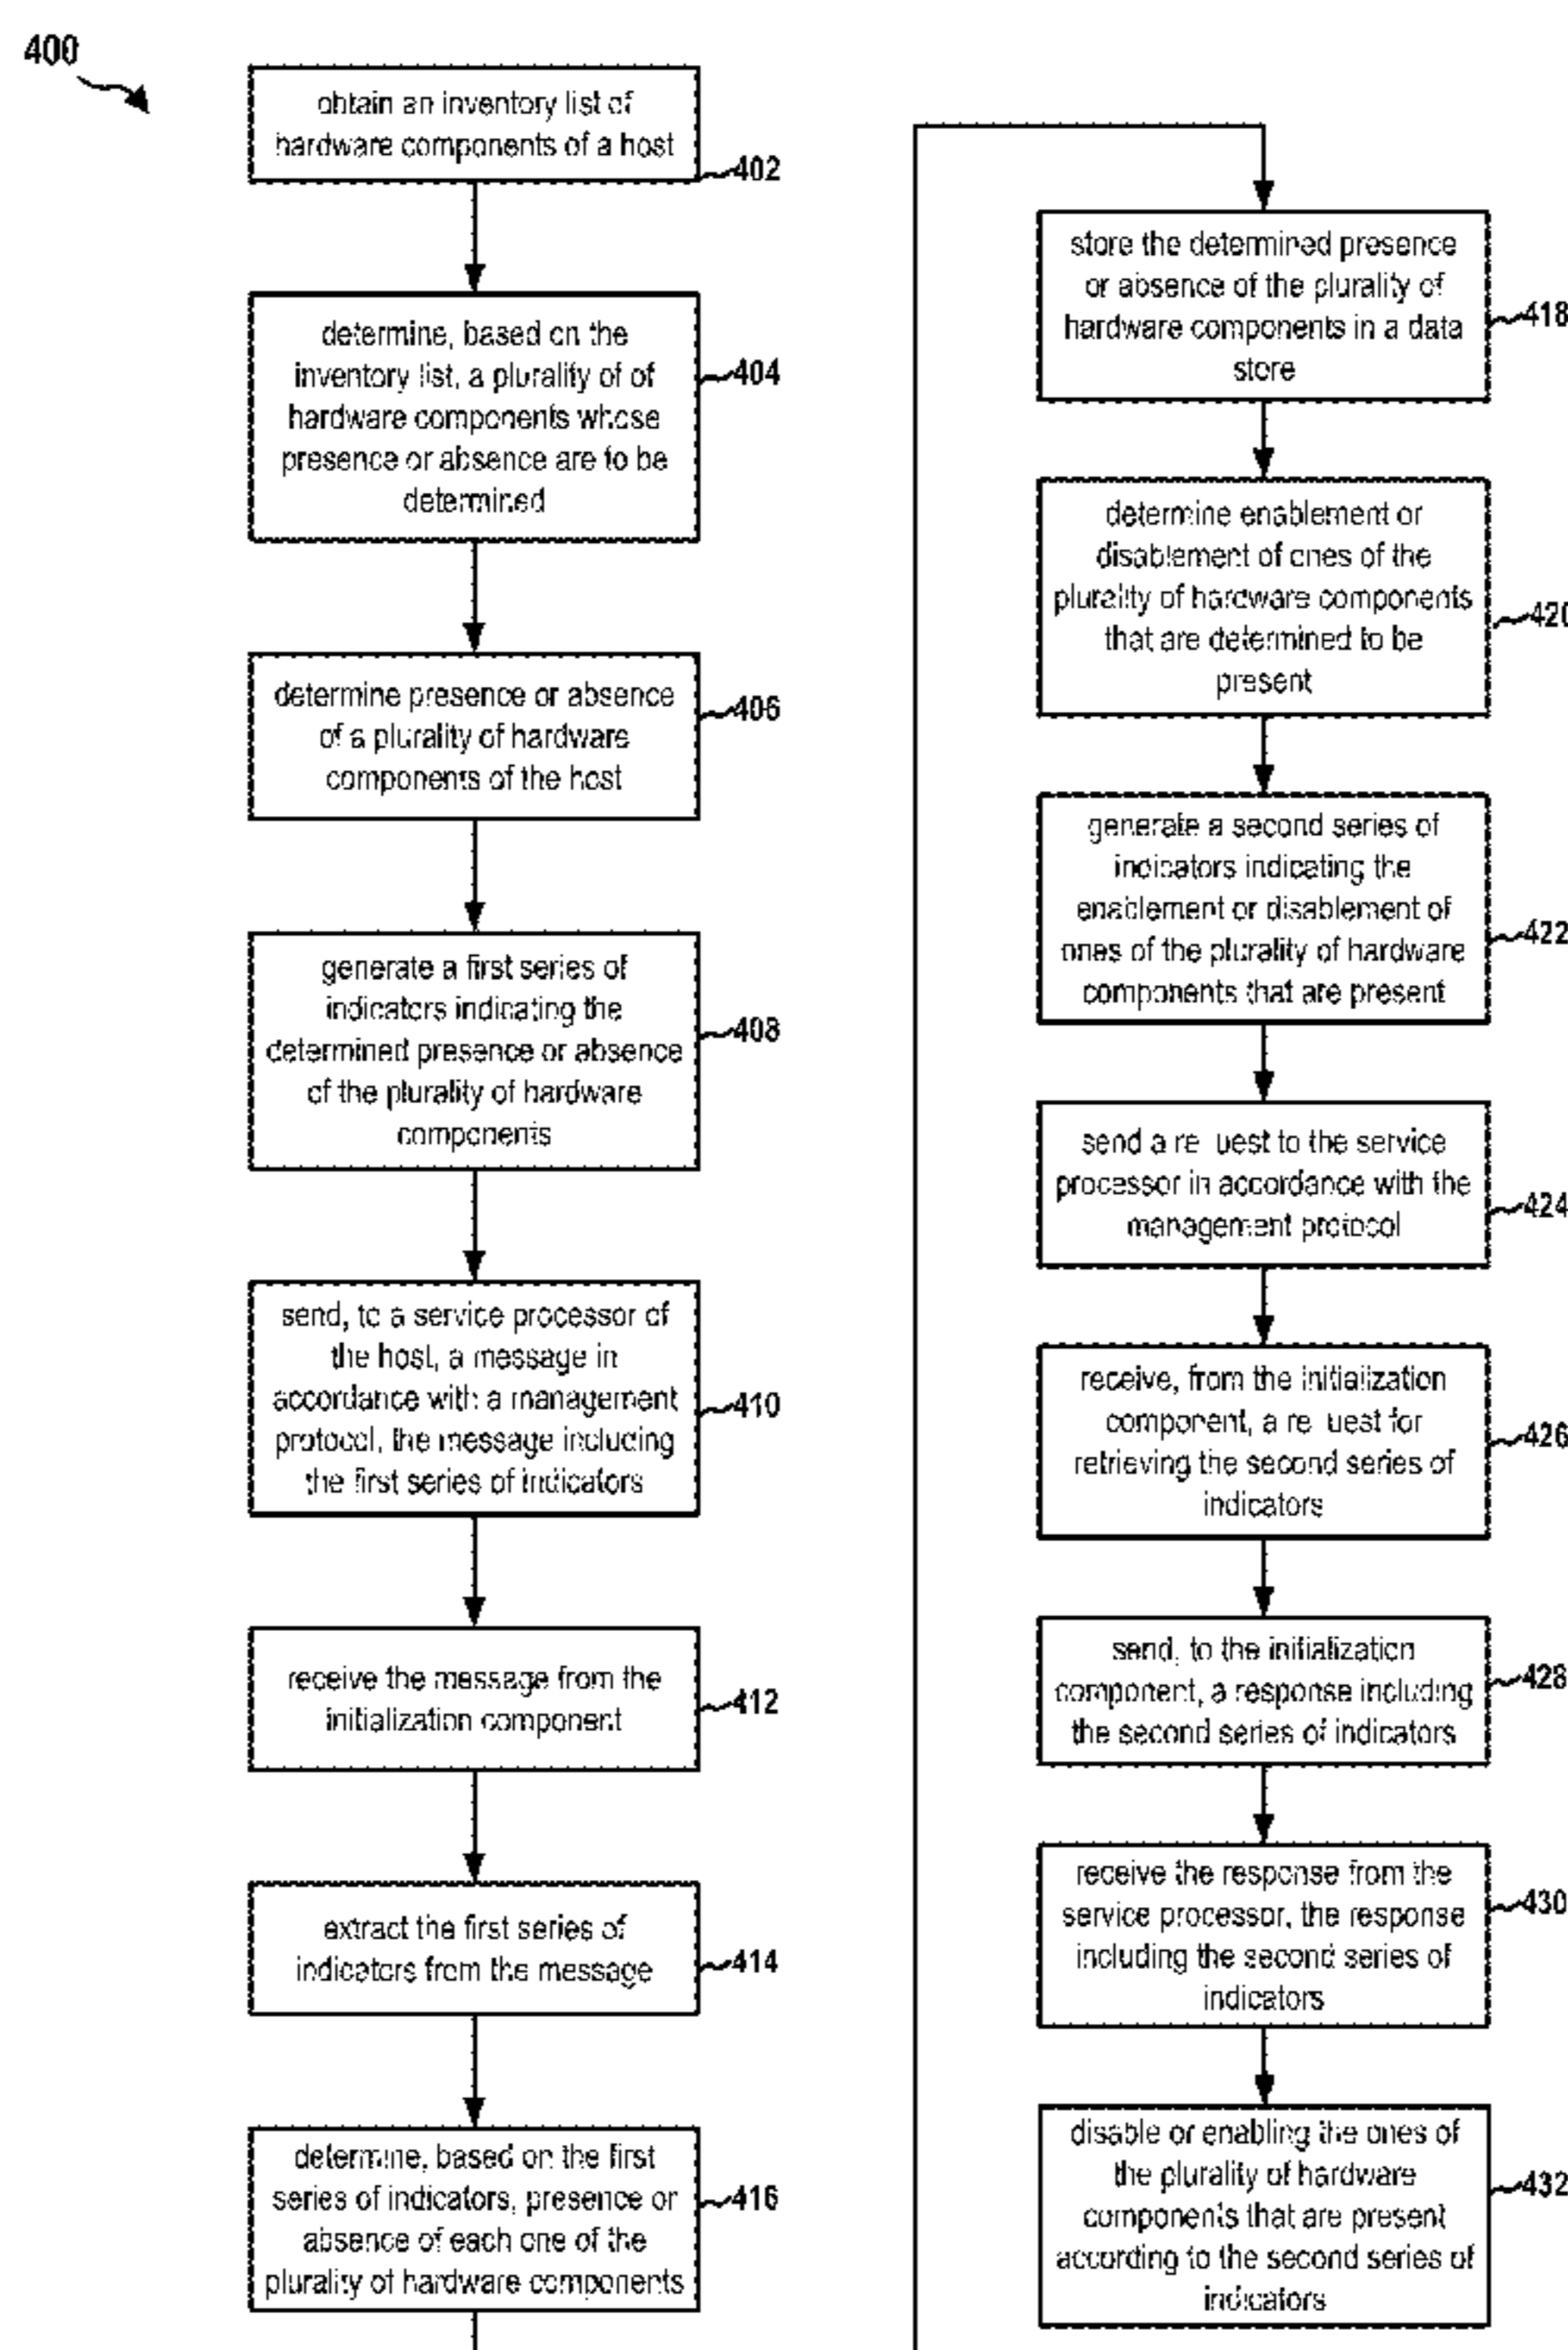 400
obtain an inventory list of
hardware components of a host
402
determine, based on the
inventory list, a plurality of of
hardware components whose
presence or absence are to be
determined
404
determine presence or absence
of a plurality of hardware
components of the host
406
generate a first series of
indicators indicating the
determined presence or absence
of the plurality of hardware
components
408
send, to a service processor of
the host, a message in
accordance with a management
protocol, the message including
the first series of indicators
410
receive the message from the
initialization component
412
extract the first series of
indicators from the message
414
determine, based on the first
series of indicators, presence or
absence of each one of the
plurality of hardware components
416
store the determined presence
or absence of the plurality of
hardware components in a data
store
418
determine enablement or
disablement of ones of the
plurality of hardware components
that are determined to be
present
420
generate a second series of
indicators indicating the
enablement or disablement of
ones of the plurality of hardware
components that are present
422
send a re uest to the service
processor in accordance with the
management protocol
424
receive, from the initialization
component, a re uest for
retrieving the second series of
indicators
426
send, to the initialization
component, a response including
the second series of indicators
428
receive the response from the
service processor, the response
including the second series of
indicators
430
disable or enabling the ones of
the plurality of hardware
components that are present
according to the second series of
indicators
432